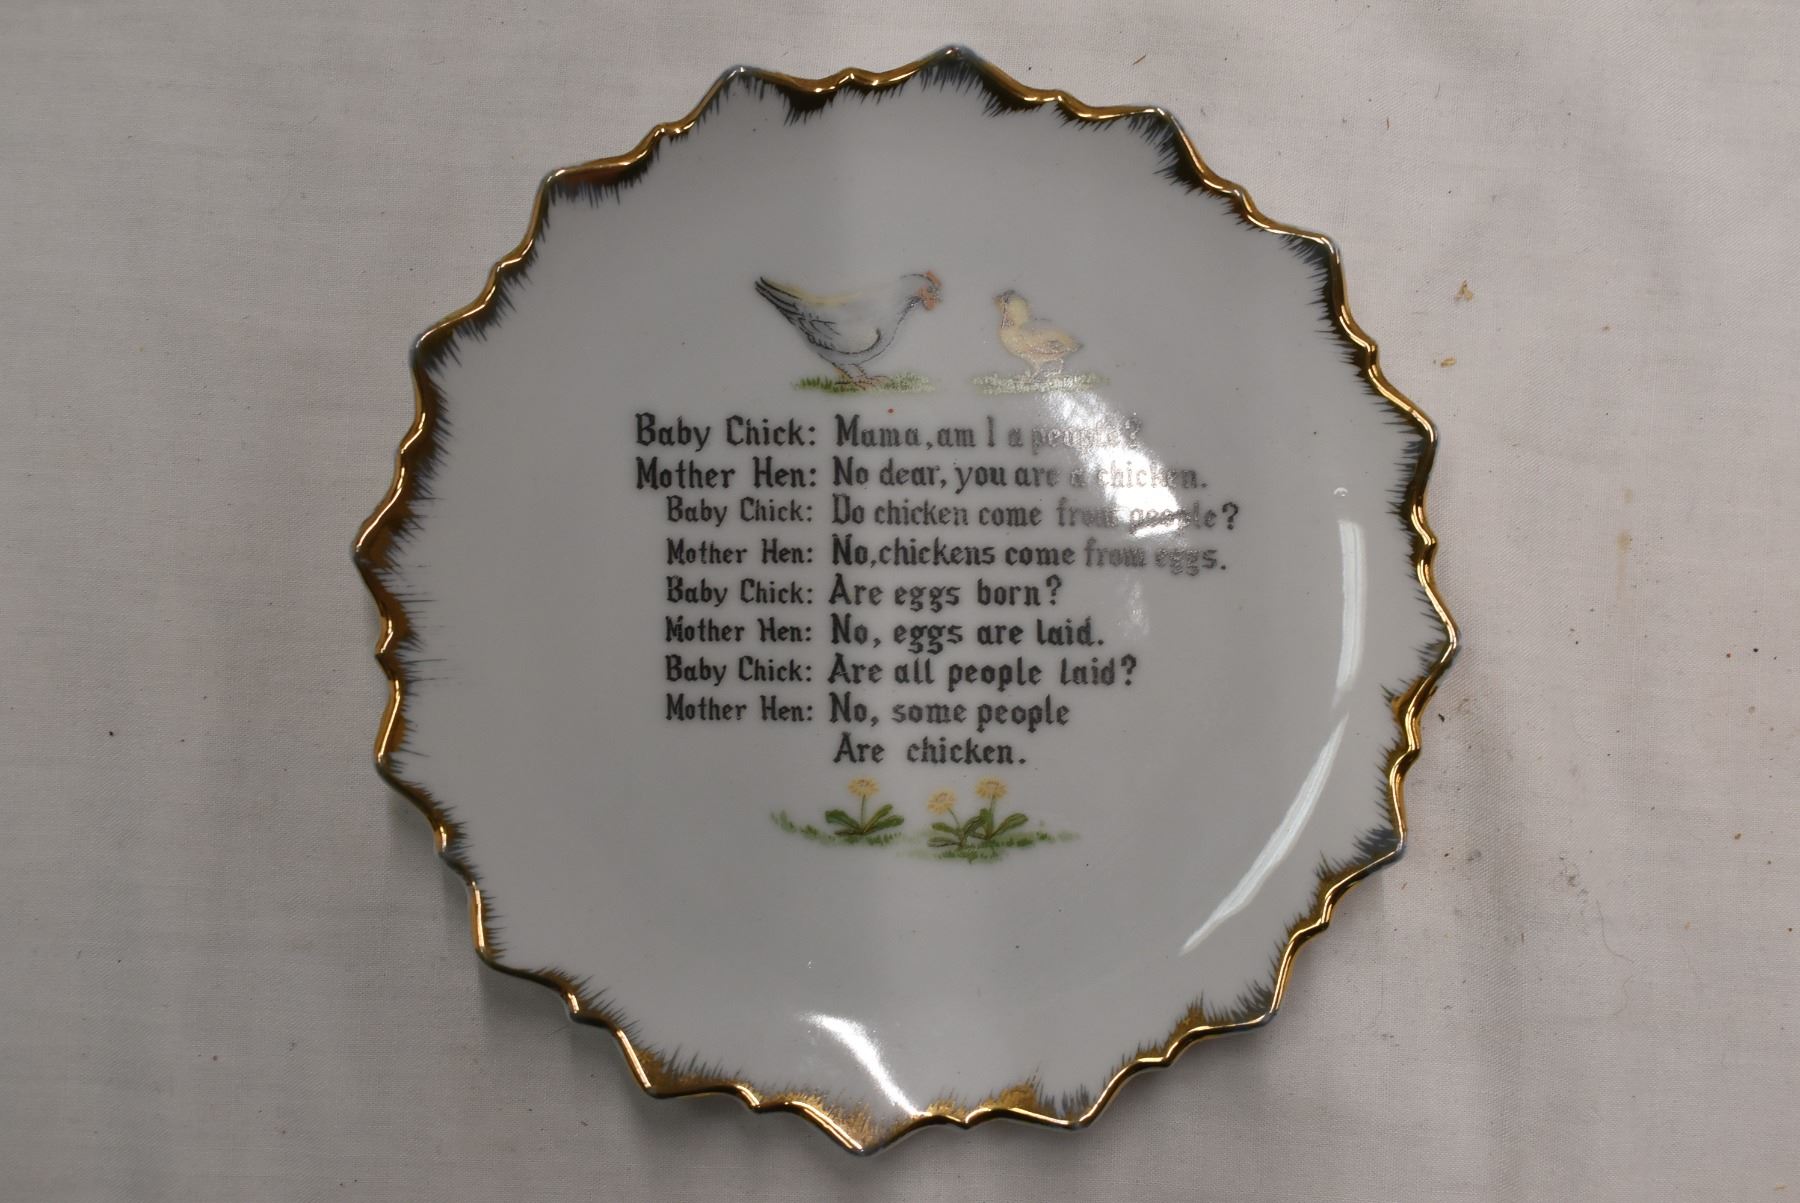 Baby Chick: Mama, am I a people?
Mother Hen: No dear, you are a chicken.
Baby Chick: Do chicken come from people?
Mother Hen: No, chickens come from eggs.
Baby Chick: Are eggs born?
Mother Hen: No, eggs are laid.
Baby Chick: Are all people laid?
Mother Hen: No, some people
Are chicken.